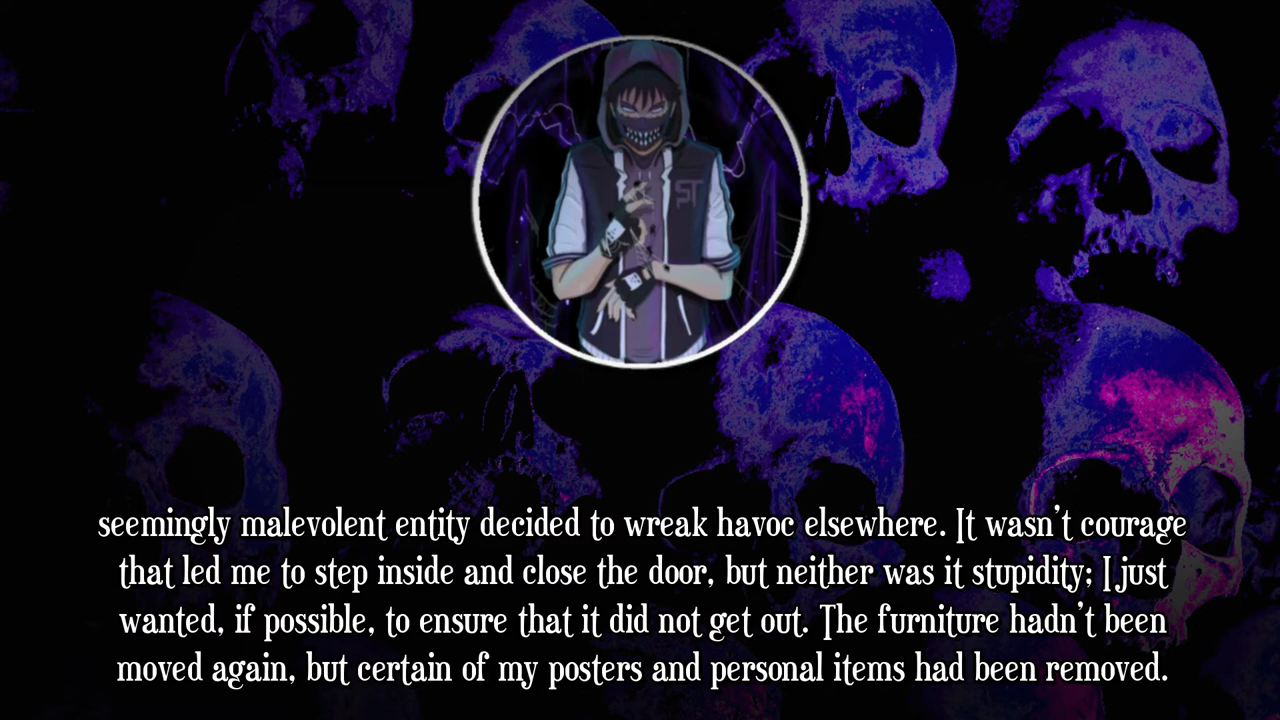 ST
seemingly malevolent entity decided to wreak havoc elsewhere. It wasn't courage
that led me to step inside and close the door, but neither was it stupidity; I just
wanted, if possible, to ensure that it did not get out. The furniture hadn't been
moved again, but certain of my posters and personal items had been removed.